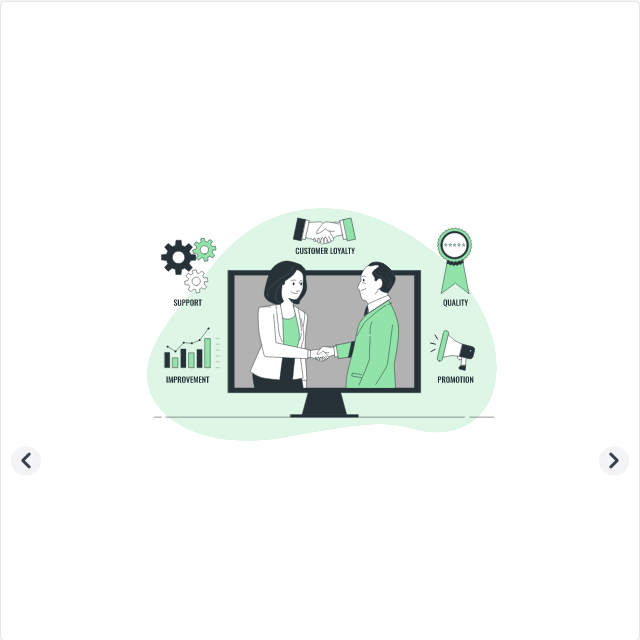 CUSTOMER LOYALTY
SUPPORT
QUALITY
IMPROVEMENT
PROMOTION